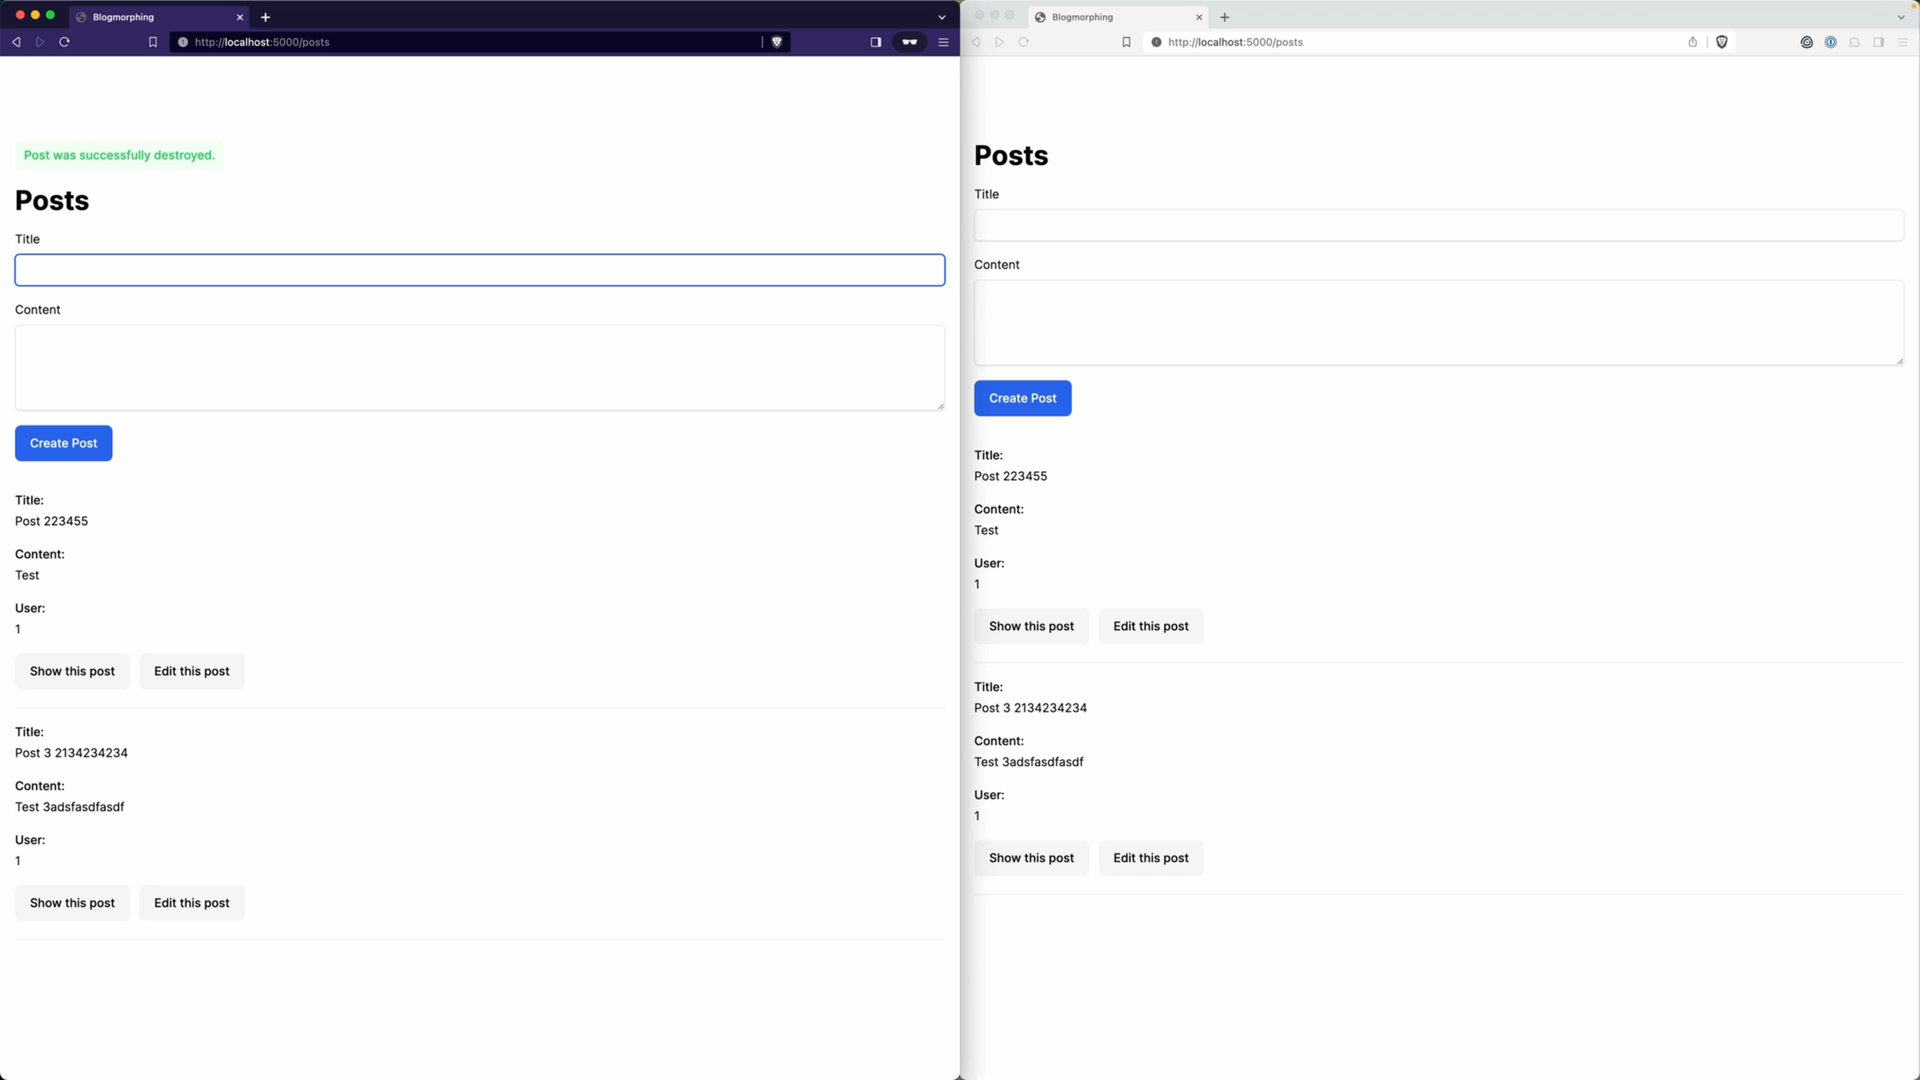 Blogmorphing
http://localhost:5000/posts
Post was successfully destroyed.
Posts
Title
Content
Create Post
Title:
Post 223455
Content:
Test
User:
1
Show this post Edit this post
Title:
Post 3 2134234234
Content:
Test 3adsfasdfasdf
User:
1
Show this post Edit this post
Blogmorphing
http://localhost:5000/posts
Posts
Title
Content
Create Post
Title:
Post 223455
Content:
Test
User:
1
Show this post Edit this post
Title:
Post 3 2134234234
Content:
Test 3adsfasdfasdf
User:
1
Show this post Edit this post